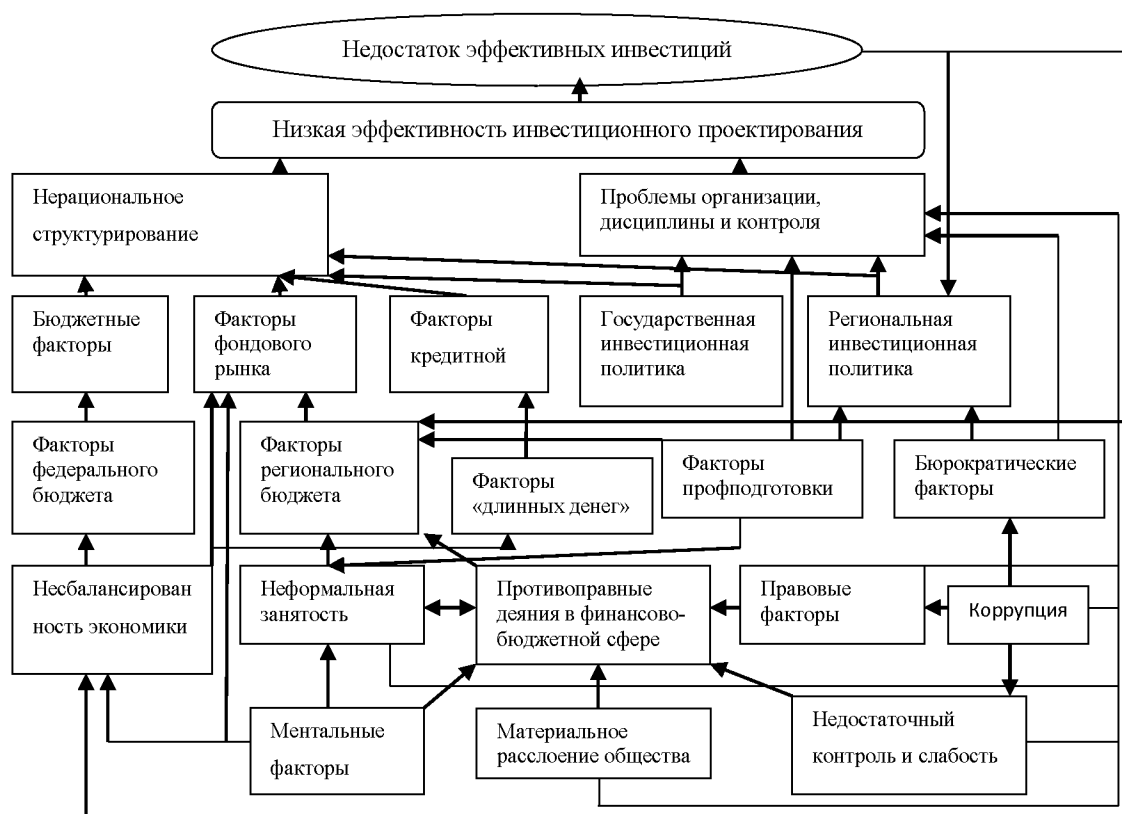 Недостаток эффективных инвестиций
Низкая эффективность инвестиционного проектирования
Нерациональное
структурирование
Проблемы организации,
дисциплины и контроля
Бюджетные
факторы
Факторы
фондового
рынка
Факторы
кредитной
Государственная
инвестиционная
политика
Региональная
инвестиционная
политика
Факторы
федерального
бюджета
Факторы
регионального
бюджета
Факторы
«длинных денег»
Факторы
профподготовки
Бюрократические
факторы
Несбалансирован
ность экономики
Неформальная
занятость
Противоправные
деяния в финансово-
бюджетной сфере
Правовые
факторы
Коррупция
Ментальные
факторы
Материальное
расслоение общества
Недостаточный
контроль и слабость